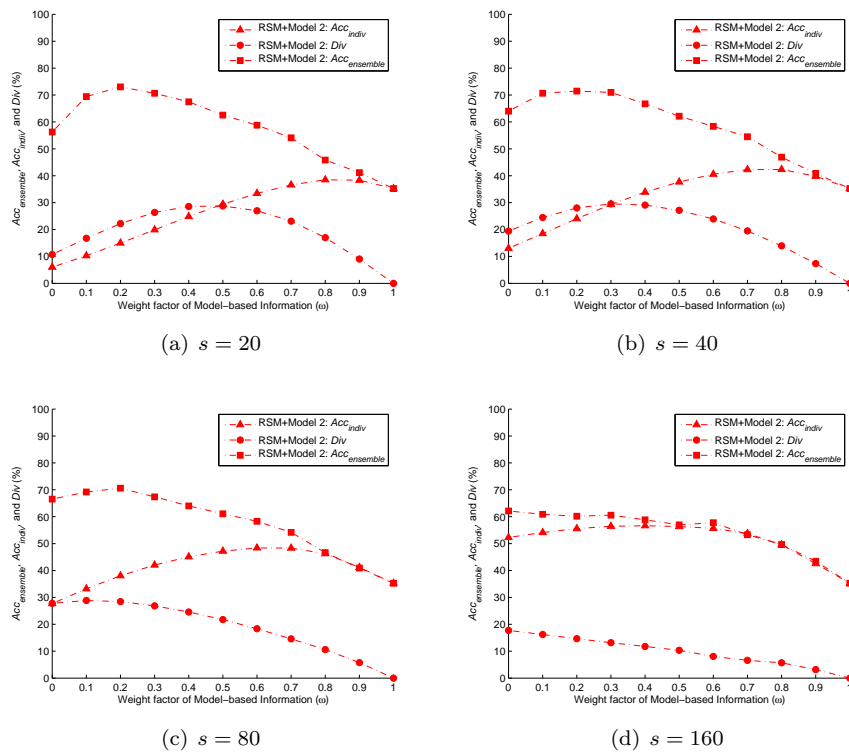 100
90
80
70
60
50
40
30
20
10
0
Acc_ensemble, Acc_indiv, and Div (%)
RSM+Model 2: Acc_indiv
RSM+Model 2: Div
RSM+Model 2: Acc_ensemble
0 0.1 0.2 0.3 0.4 0.5 0.6 0.7 0.8 0.9 1
Weight factor of Model−based Information (ω)
(a) s = 20
100
90
80
70
60
50
40
30
20
10
0
Acc_ensemble, Acc_indiv, and Div (%)
RSM+Model 2: Acc_indiv
RSM+Model 2: Div
RSM+Model 2: Acc_ensemble
0 0.1 0.2 0.3 0.4 0.5 0.6 0.7 0.8 0.9 1
Weight factor of Model−based Information (ω)
(b) s = 40
100
90
80
70
60
50
40
30
20
10
0
Acc_ensemble, Acc_indiv, and Div (%)
RSM+Model 2: Acc_indiv
RSM+Model 2: Div
RSM+Model 2: Acc_ensemble
0 0.1 0.2 0.3 0.4 0.5 0.6 0.7 0.8 0.9 1
Weight factor of Model−based Information (ω)
(c) s = 80
100
90
80
70
60
50
40
30
20
10
0
Acc_ensemble, Acc_indiv, and Div (%)
RSM+Model 2: Acc_indiv
RSM+Model 2: Div
RSM+Model 2: Acc_ensemble
0 0.1 0.2 0.3 0.4 0.5 0.6 0.7 0.8 0.9 1
Weight factor of Model−based Information (ω)
(d) s = 160